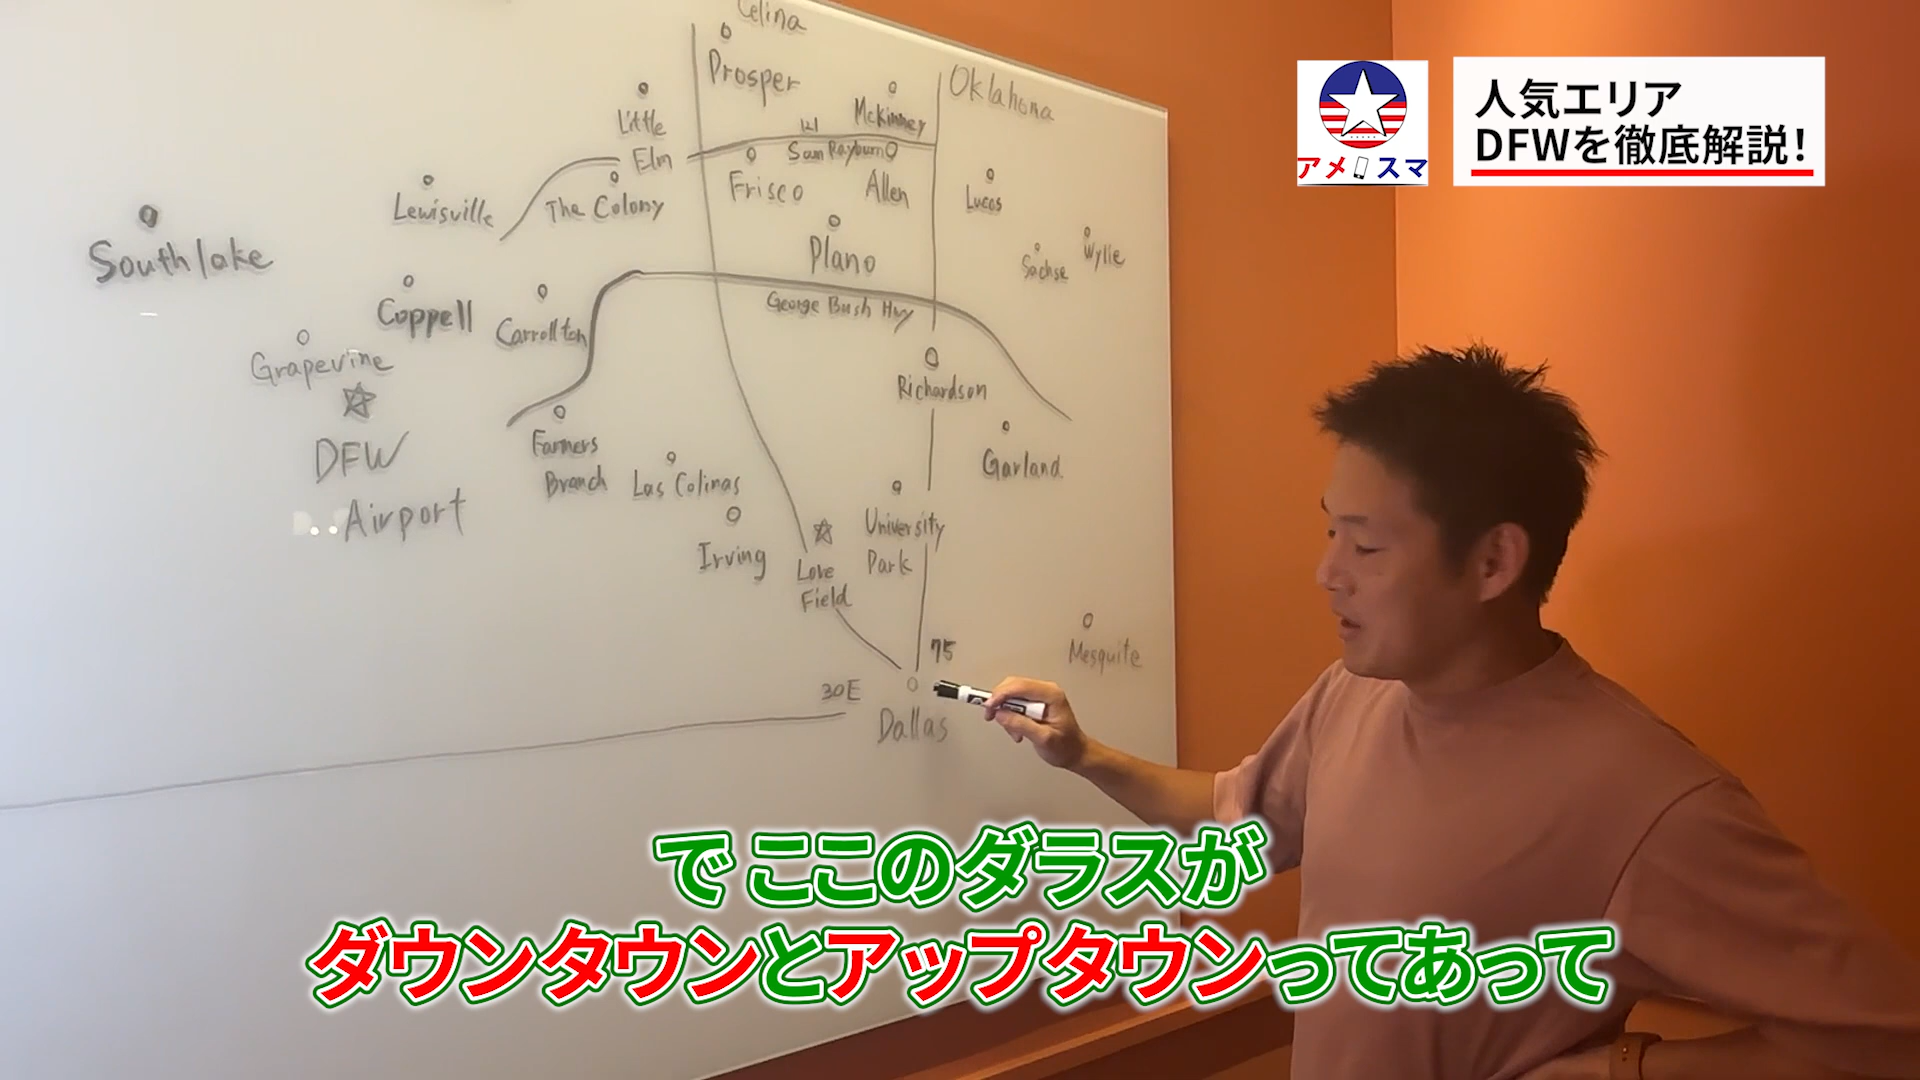 Celina
Prosper
Oklahoma
McKinney
Little
Elm
121
Sam Rayburn
Frisco
Allen
Lucas
Lewisville
The Colony
Southlake
Plano
Sachse
Wylie
Coppell
Carrollton
George Bush Hwy
Grapevine
Richardson
DFW
Airport
Farmers
Branch
Las Colinas
Garland
University
Park
Irving
Love
Field
75
Mesquite
30E
Dallas
アメスマ
人気エリア
DFWを徹底解説!
で ここのダラスが
ダウンタウンとアップタウンってあって